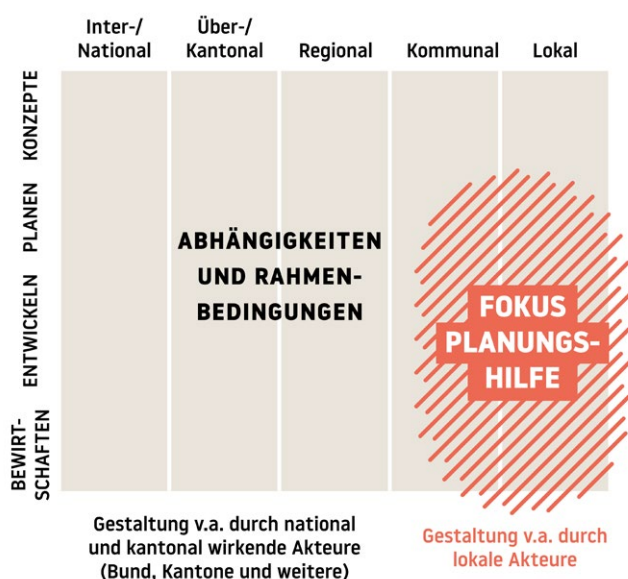 Inter-/
National
Über-/
Kantonal
Regional
Kommunal
Lokal
KONZEPTE
PLANEN
ENTWICKELN
BEWIRT-
SCHAFTEN
ABHÄNGIGKEITEN
UND RAHMEN-
BEDINGUNGEN
FOKUS
PLANUNGS-
HILFE
Gestaltung v.a. durch national
und kantonal wirkende Akteure
(Bund, Kantone und weitere)
Gestaltung v.a. durch
lokale Akteure